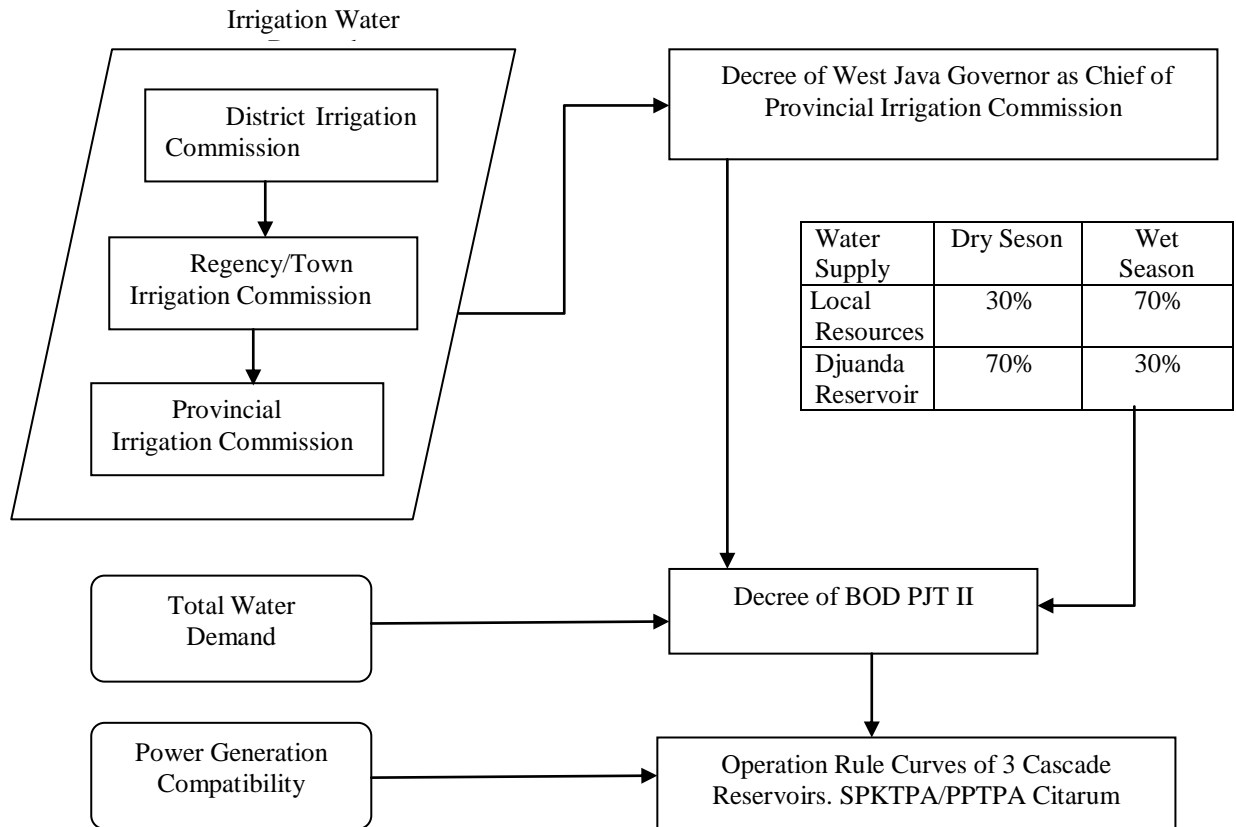 Irrigation Water
District Irrigation
Commission
Regency/Town
Irrigation Commission
Provincial
Irrigation Commission
Decree of West Java Governor as Chief of
Provincial Irrigation Commission
Water
Supply
Dry Seson
Wet
Season
Local
Resources
30%
70%
Djuanda
Reservoir
70%
30%
Total Water
Demand
Decree of BOD PJT II
Power Generation
Compatibility
Operation Rule Curves of 3 Cascade
Reservoirs. SPKTPA/PPTPA Citarum